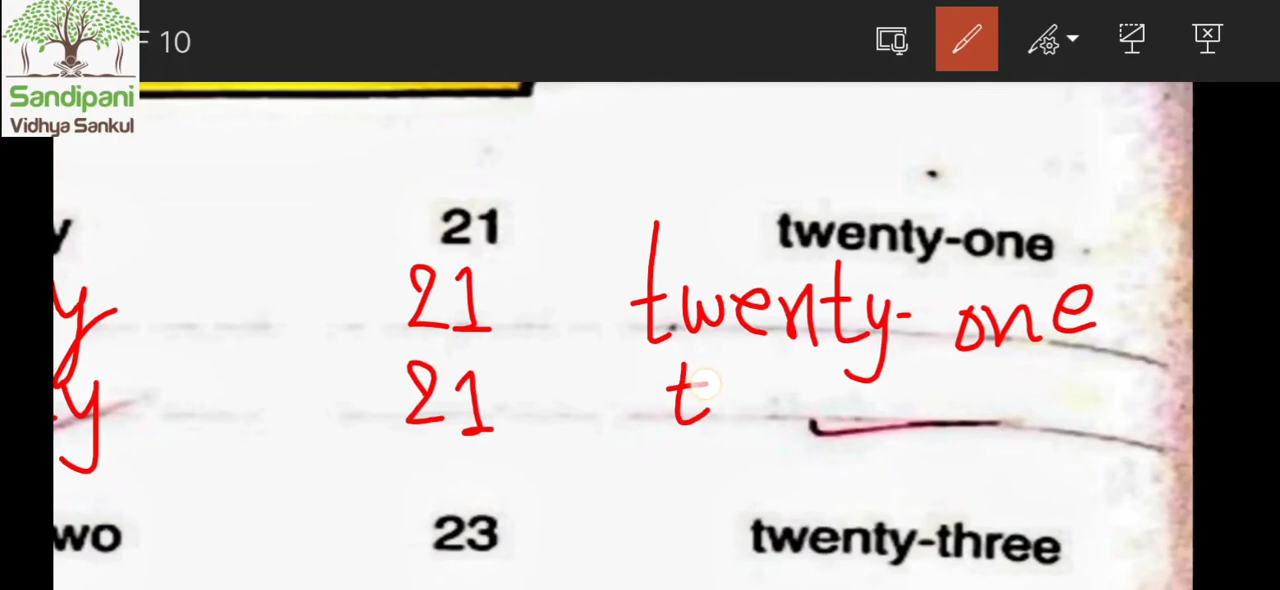 Sandipani
Vidhya Sankul
F 10
y 21 twenty-one
y 21 twenty-one
y 21 t
wo 23 twenty-three